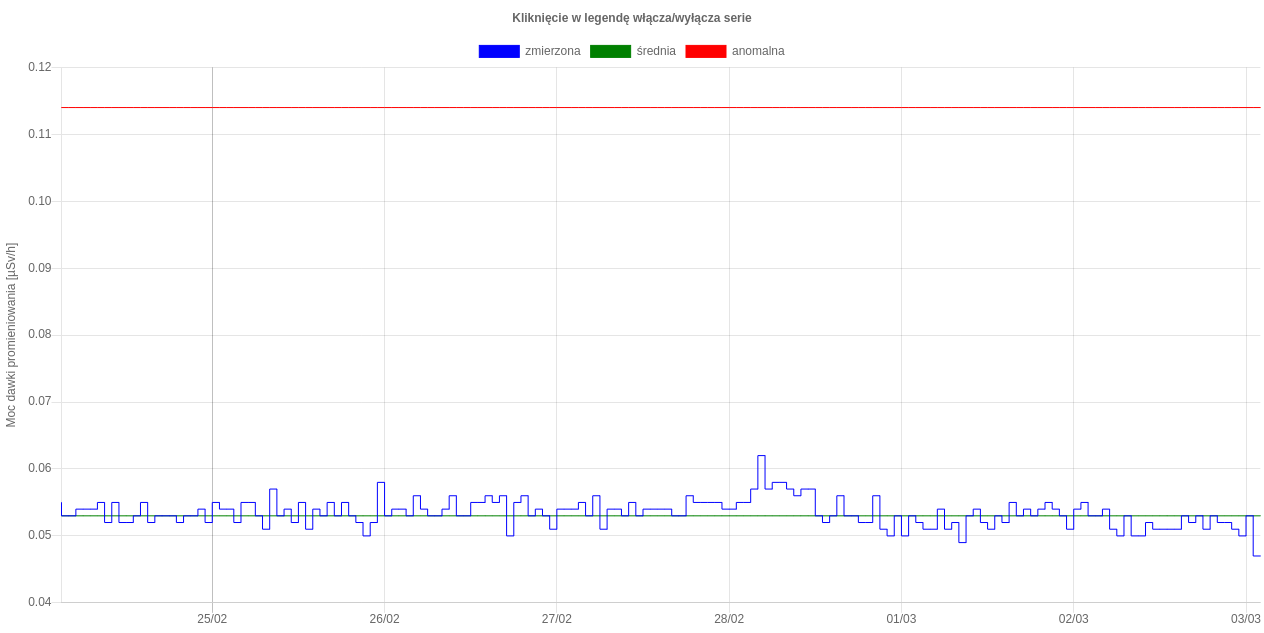 Kliknięcie w legendę włącza/wyłącza serie
zmierzona średnia anomalna
Moc dawki promieniowania [µSv/h]
0.12
0.11
0.10
0.09
0.08
0.07
0.06
0.05
0.04
25/02 26/02 27/02 28/02 01/03 02/03 03/03